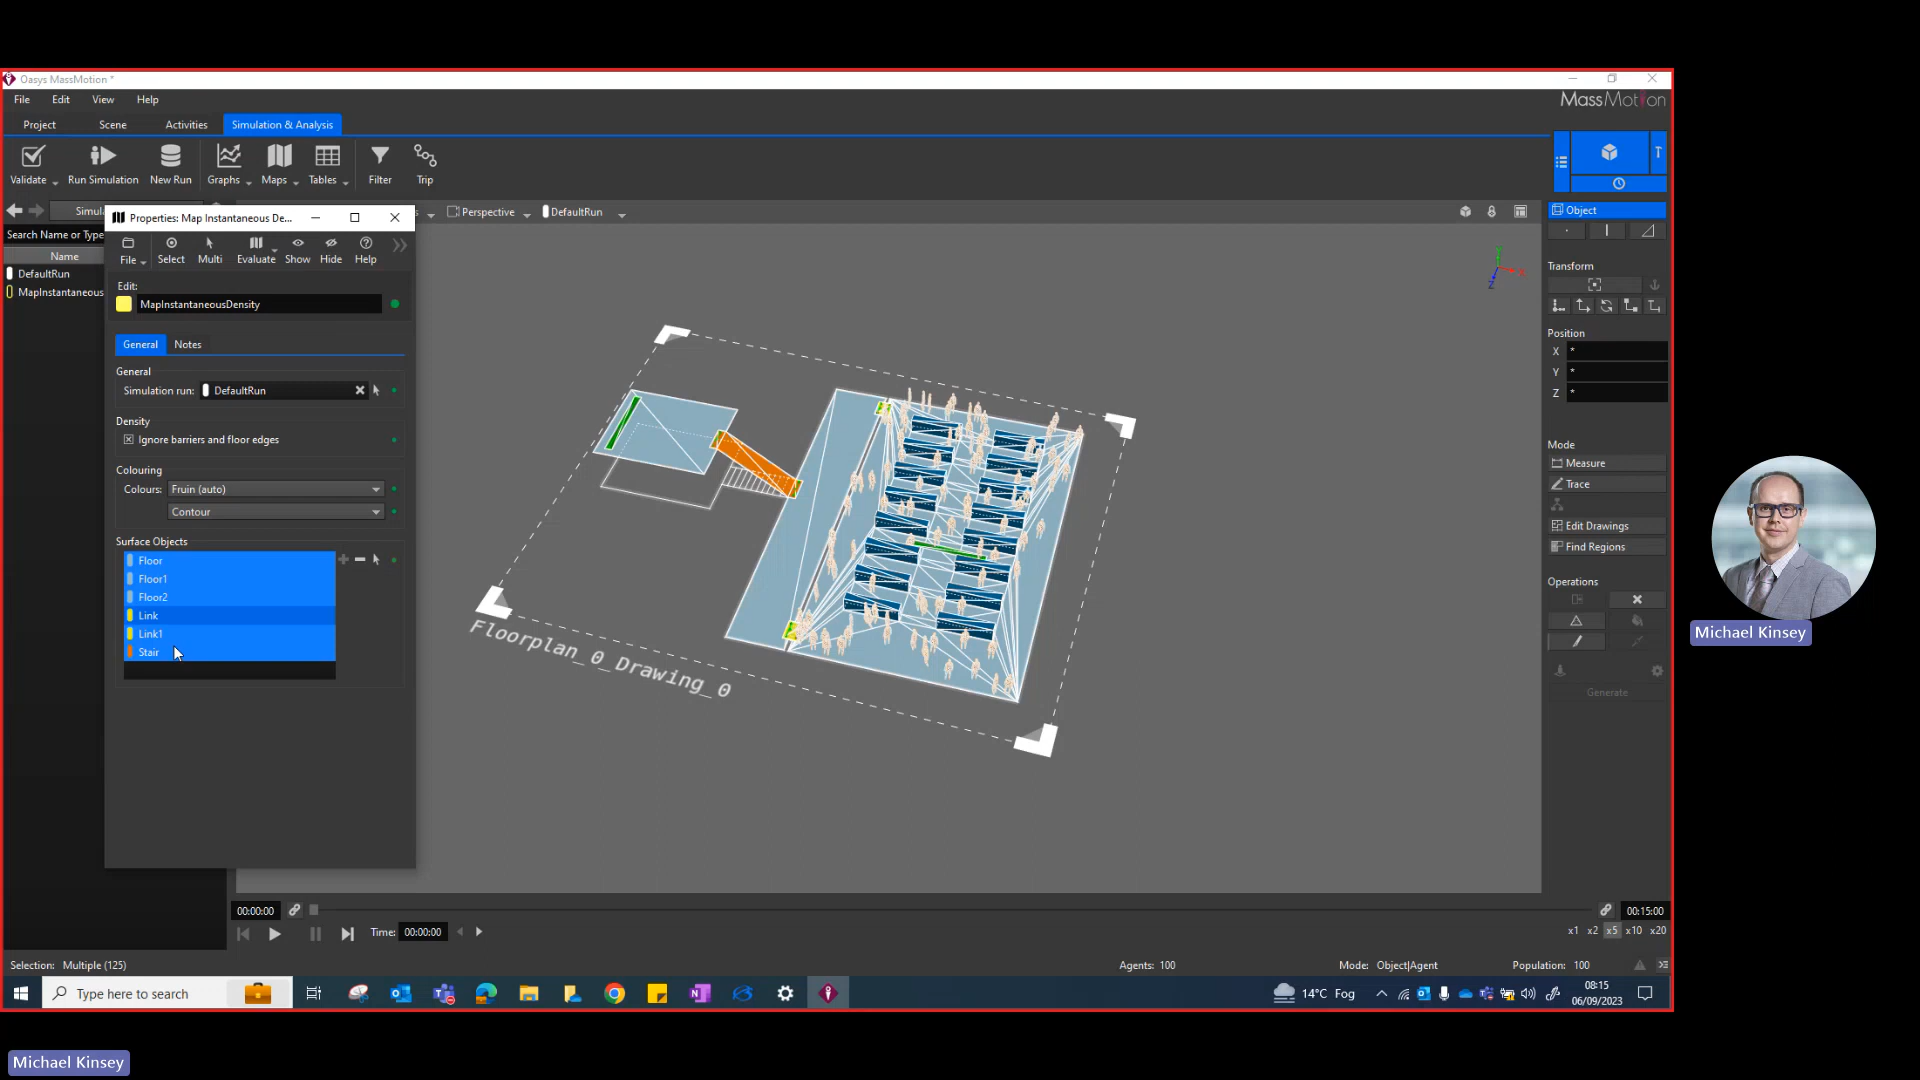 Oasys MassMotion *
File Edit View Help
MassMotion
Project Scene Activities Simulation & Analysis
Validate Run Simulation New Run Graphs Maps Tables Filter Trip
T
Simul
Properties: Map Instantaneous De...
Perspective
DefaultRun
Object
Search Name or Type
Name
DefaultRun
MapInstantaneous
File Select Multi Evaluate Show Hide Help
Edit:
MapInstantaneousDensity
General Notes
General
Simulation run: DefaultRun
Density
Ignore barriers and floor edges
Colouring
Colours: Fruin (auto)
Contour
Surface Objects
Floor
Floor1
Floor2
Link
Link1
Stair
Y
X
Z
Floorplan_0_Drawing_0
Transform
Position
X *
Y *
Z *
Mode
Measure
Trace
Edit Drawings
Find Regions
Operations
Generate
00:00:00
00:15:00
Time: 00:00:00
x1 x2 x5 x10 x20
Selection: Multiple (125)
Agents: 100
Mode: Object|Agent
Population: 100
Type here to search
14°C Fog
08:15
06/09/2023
Michael Kinsey
Michael Kinsey